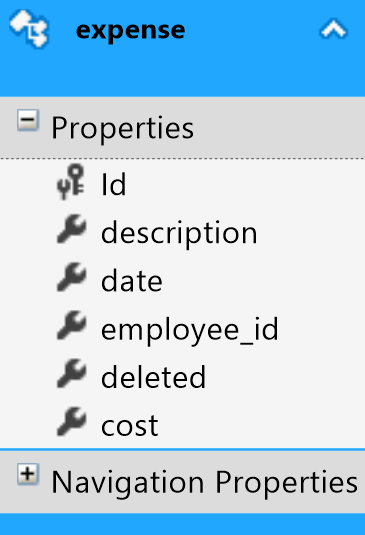 expense
Properties
Id
description
date
employee_id
deleted
cost
Navigation Properties